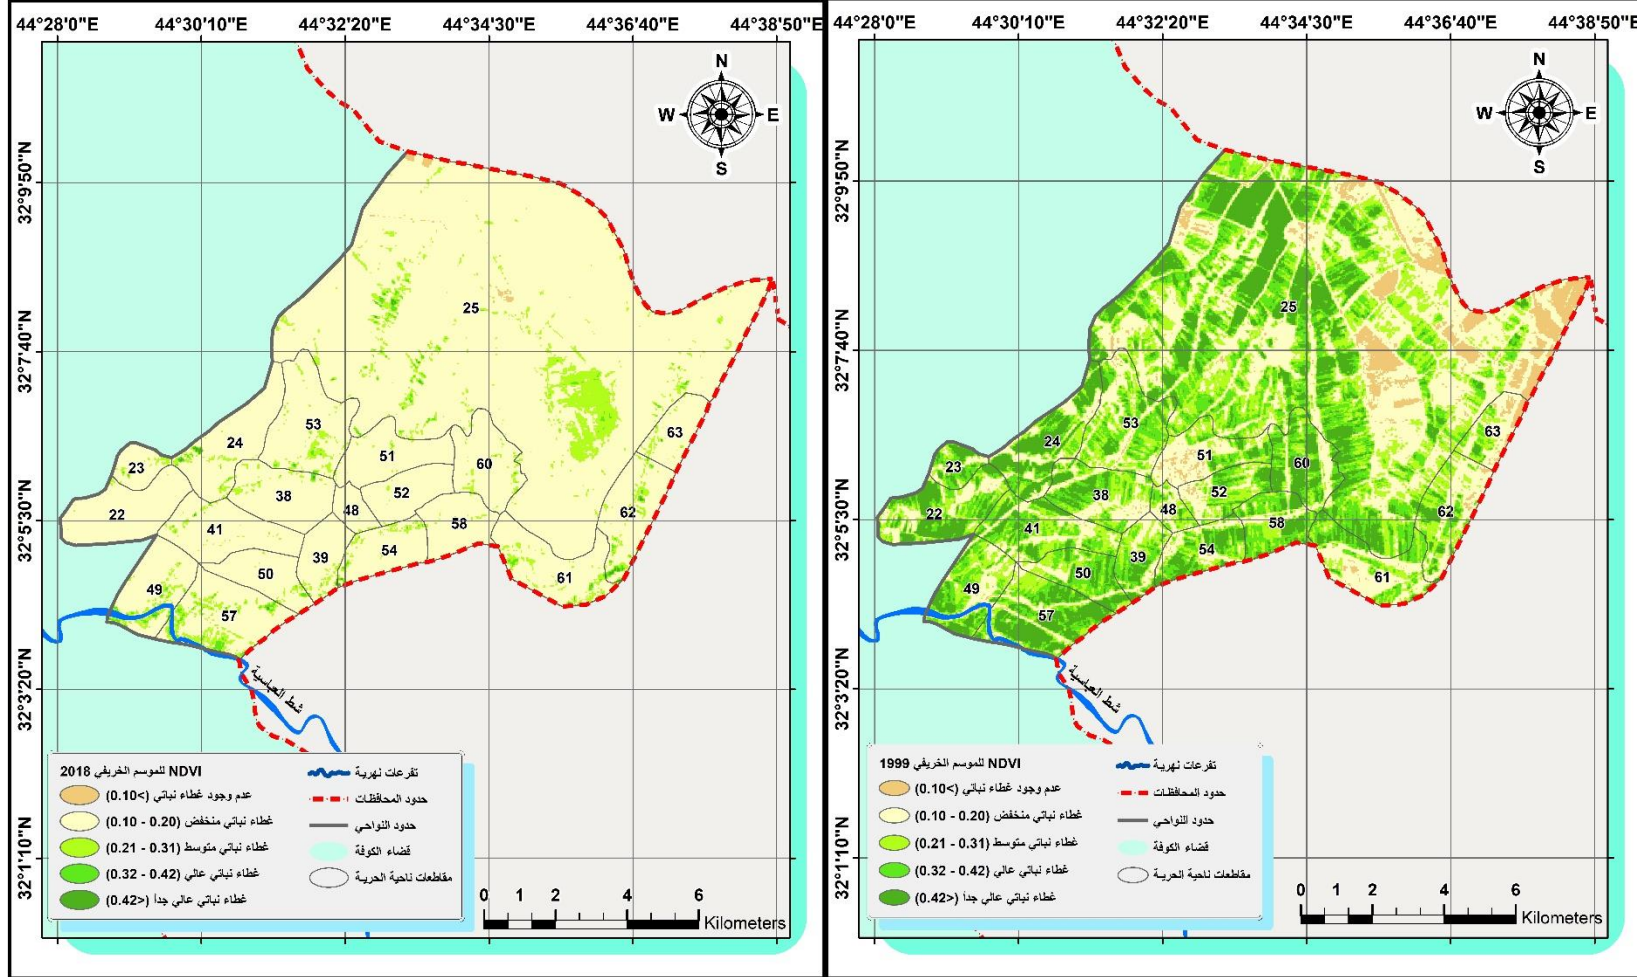 44°28'0"E 44°30'10"E 44°32'20"E 44°34'30"E 44°36'40"E 44°38'50"E
N
W E
S
32°9'50"N
32°7'40"N
32°5'30"N
32°3'20"N
32°1'10"N
25
53
24
23
22
51
60
63
38
52
48
62
41
58
39
54
50
61
49
57
شط العباسية
NDVI للموسم الخريفي 2018
عدم وجود غطاء نباتي (>0.10)
غطاء نباتي منخفض (0.20 - 0.10)
غطاء نباتي متوسط (0.31 - 0.21)
غطاء نباتي عالي (0.42 - 0.32)
غطاء نباتي عالي جداً (<0.42)
تفرعات نهرية
حدود المحافظات
حدود النواحي
قضاء الكوفة
مقاطعات ناحية الحرية
0 1 2 4 6
Kilometers
44°28'0"E 44°30'10"E 44°32'20"E 44°34'30"E 44°36'40"E 44°38'50"E
N
W E
S
32°9'50"N
32°7'40"N
32°5'30"N
32°3'20"N
32°1'10"N
25
53
24
23
22
51
60
63
38
52
48
62
41
58
39
54
50
61
49
57
شط العباسية
NDVI للموسم الخريفي 1999
عدم وجود غطاء نباتي (>0.10)
غطاء نباتي منخفض (0.20 - 0.10)
غطاء نباتي متوسط (0.31 - 0.21)
غطاء نباتي عالي (0.42 - 0.32)
غطاء نباتي عالي جداً (<0.42)
تفرعات نهرية
حدود المحافظات
حدود النواحي
قضاء الكوفة
مقاطعات ناحية الحرية
0 1 2 4 6
Kilometers